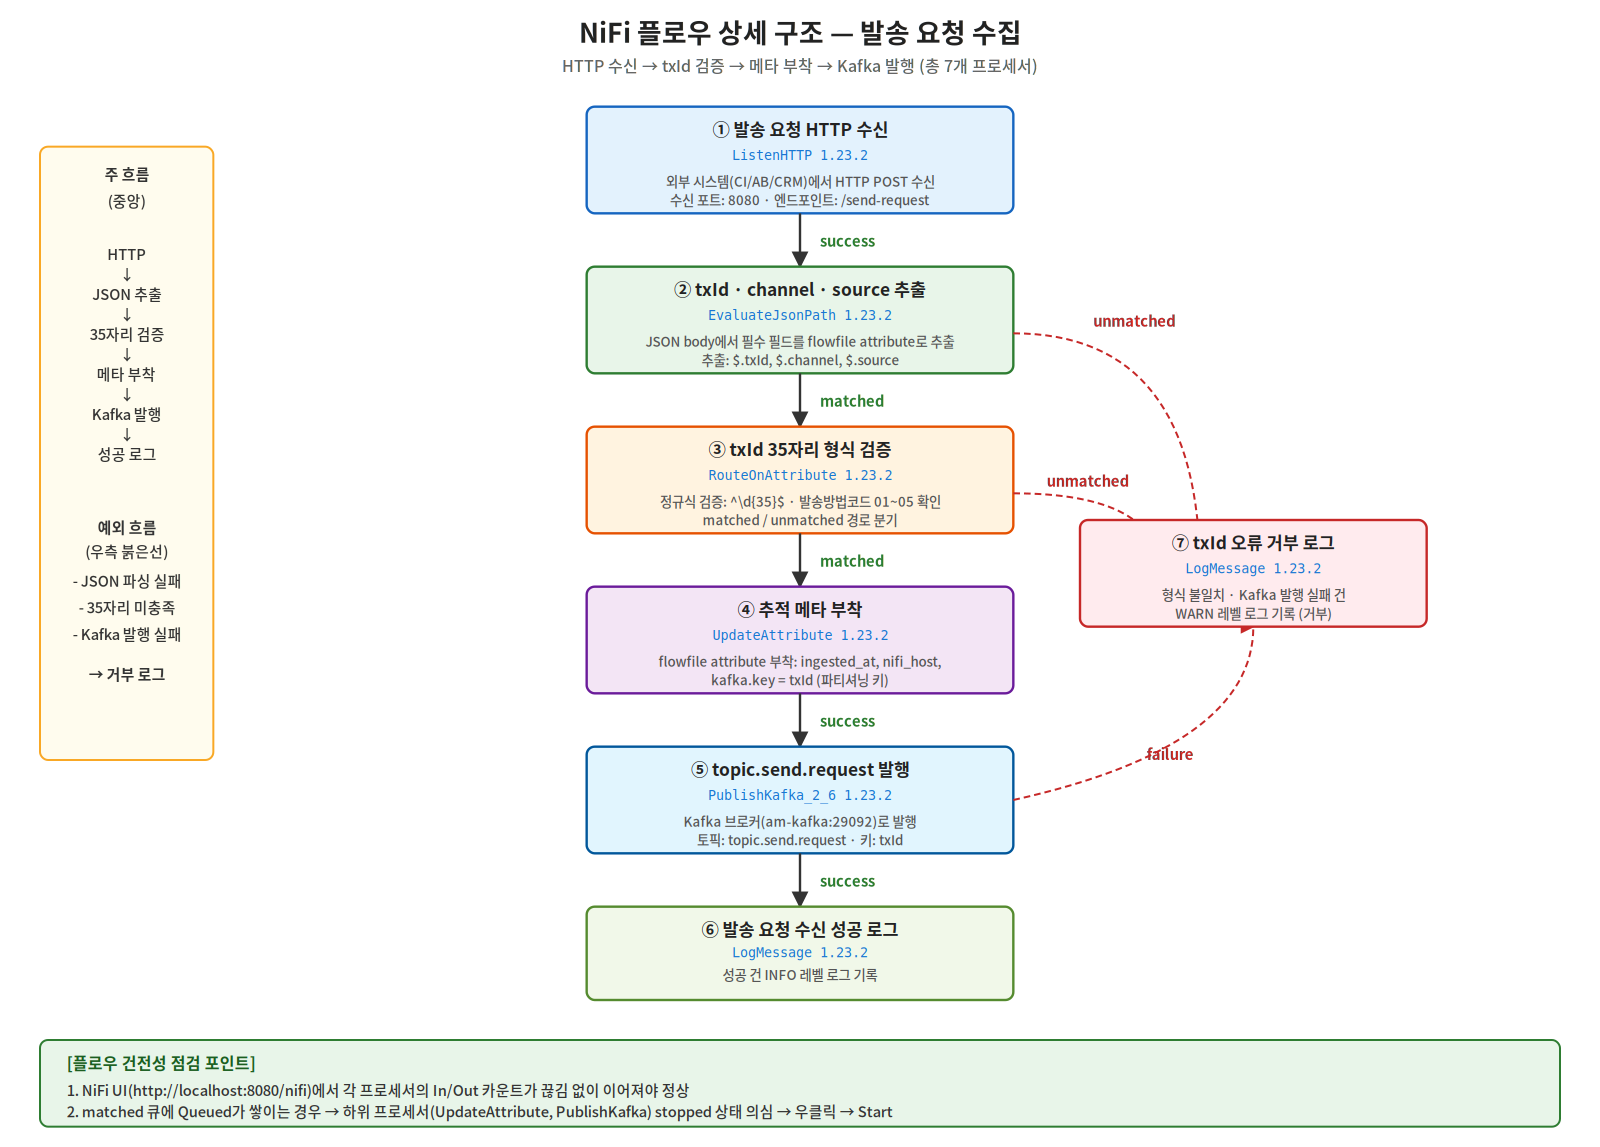 NiFi 플로우 상세 구조 — 발송 요청 수집
HTTP 수신 → txId 검증 → 메타 부착 → Kafka 발행 (총 7개 프로세서)
주 흐름
(중앙)
HTTP
↓
JSON 추출
↓
35자리 검증
↓
메타 부착
↓
Kafka 발행
↓
성공 로그
예외 흐름
(우측 붉은선)
- JSON 파싱 실패
- 35자리 미충족
- Kafka 발행 실패
→ 거부 로그
① 발송 요청 HTTP 수신
ListenHTTP 1.23.2
외부 시스템(CI/AB/CRM)에서 HTTP POST 수신
수신 포트: 8080 · 엔드포인트: /send-request
success
② txId · channel · source 추출
EvaluateJsonPath 1.23.2
JSON body에서 필수 필드를 flowfile attribute로 추출
추출: $.txId, $.channel, $.source
unmatched
matched
③ txId 35자리 형식 검증
RouteOnAttribute 1.23.2
정규식 검증: ^\d{35}$ · 발송방법코드 01~05 확인
matched / unmatched 경로 분기
unmatched
matched
⑦ txId 오류 거부 로그
LogMessage 1.23.2
형식 불일치 · Kafka 발행 실패 건
WARN 레벨 로그 기록 (거부)
④ 추적 메타 부착
UpdateAttribute 1.23.2
flowfile attribute 부착: ingested_at, nifi_host,
kafka.key = txId (파티셔닝 키)
success
failure
⑤ topic.send.request 발행
PublishKafka_2_6 1.23.2
Kafka 브로커(am-kafka:29092)로 발행
토픽: topic.send.request · 키: txId
success
⑥ 발송 요청 수신 성공 로그
LogMessage 1.23.2
성공 건 INFO 레벨 로그 기록
[플로우 건전성 점검 포인트]
1. NiFi UI(http://localhost:8080/nifi)에서 각 프로세서의 In/Out 카운트가 끊김 없이 이어져야 정상
2. matched 큐에 Queued가 쌓이는 경우 → 하위 프로세서(UpdateAttribute, PublishKafka) stopped 상태 의심 → 우클릭 → Start